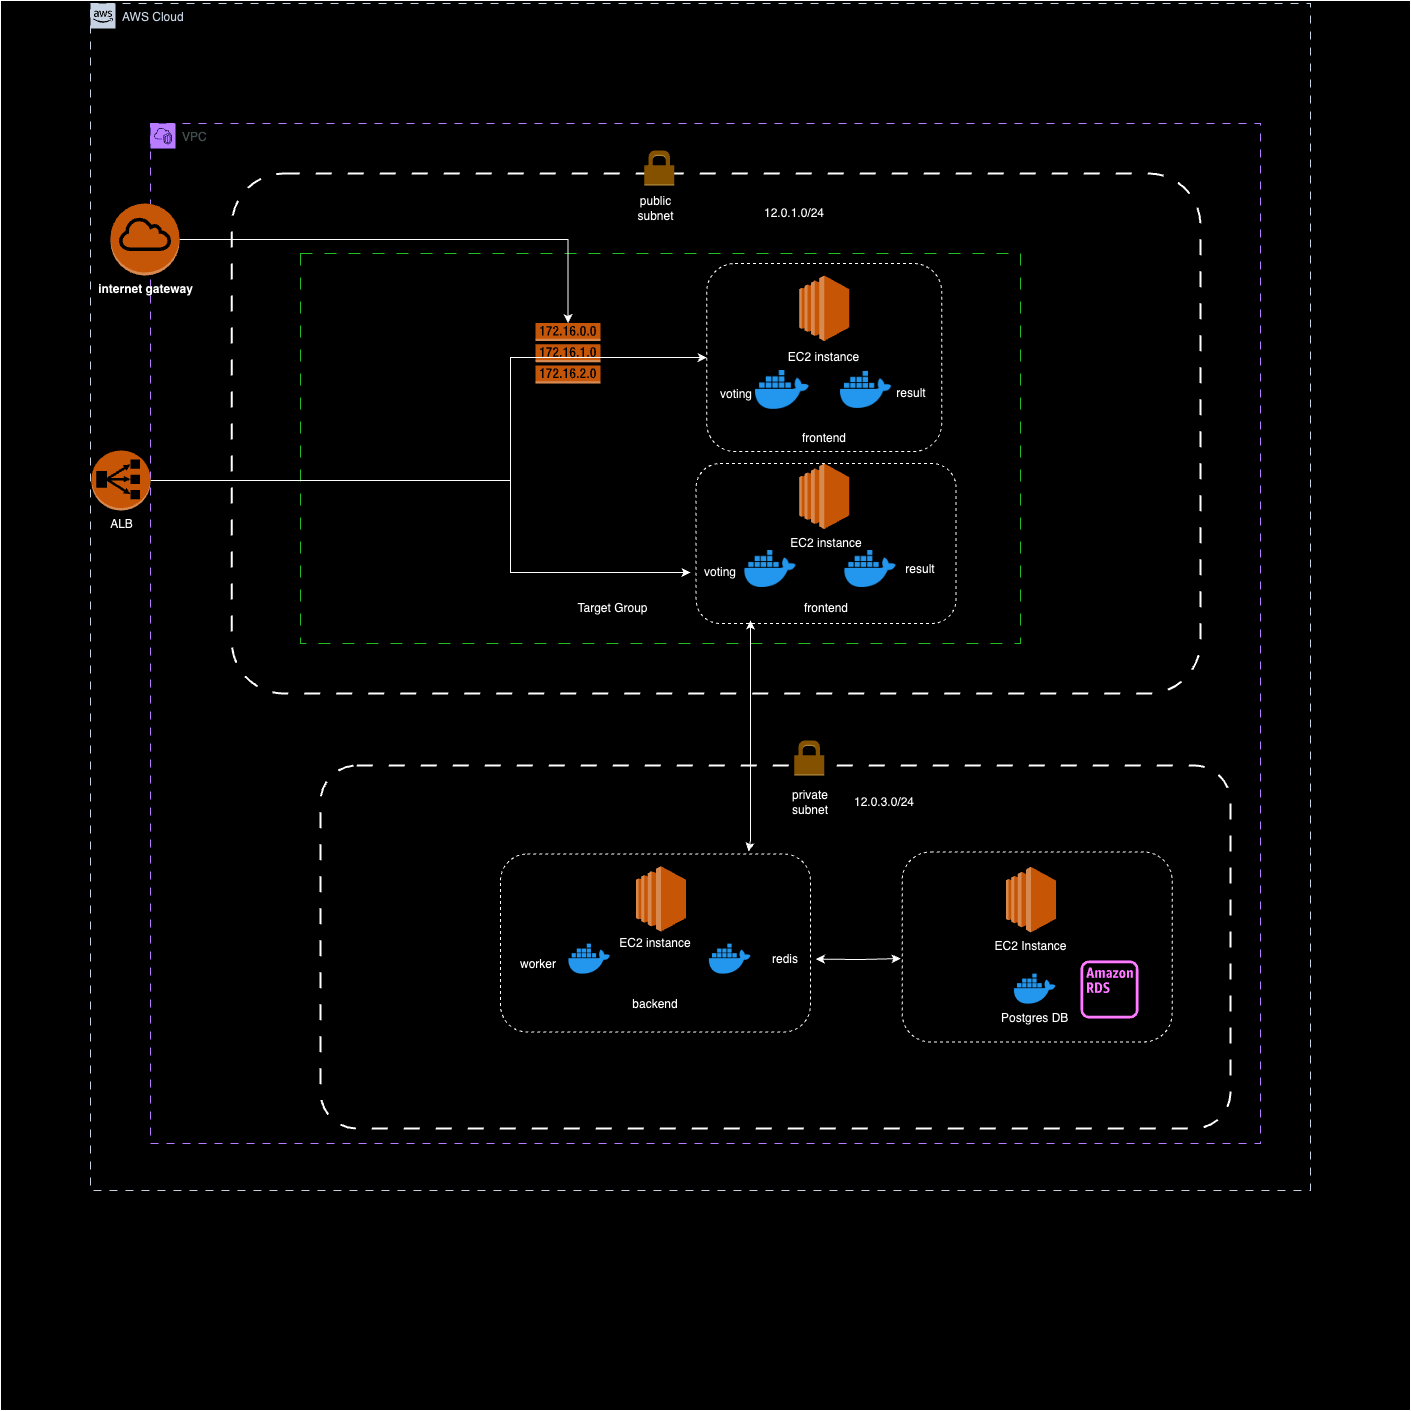 aws
AWS Cloud
VPC
public
subnet
12.0.1.0/24
internet gateway
172.16.0.0
172.16.1.0
172.16.2.0
EC2 instance
voting
result
frontend
ALB
EC2 instance
voting
result
frontend
Target Group
private
subnet
12.0.3.0/24
EC2 instance
worker
redis
backend
EC2 Instance
Amazon
RDS
Postgres DB